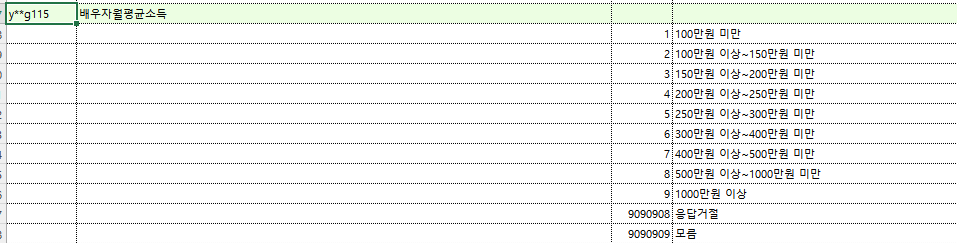 y**g115 배우자월평균소득
1 100만원 미만
2 100만원 이상~150만원 미만
3 150만원 이상~200만원 미만
4 200만원 이상~250만원 미만
5 250만원 이상~300만원 미만
6 300만원 이상~400만원 미만
7 400만원 이상~500만원 미만
8 500만원 이상~1000만원 미만
9 1000만원 이상
9090908 응답거절
9090909 모름